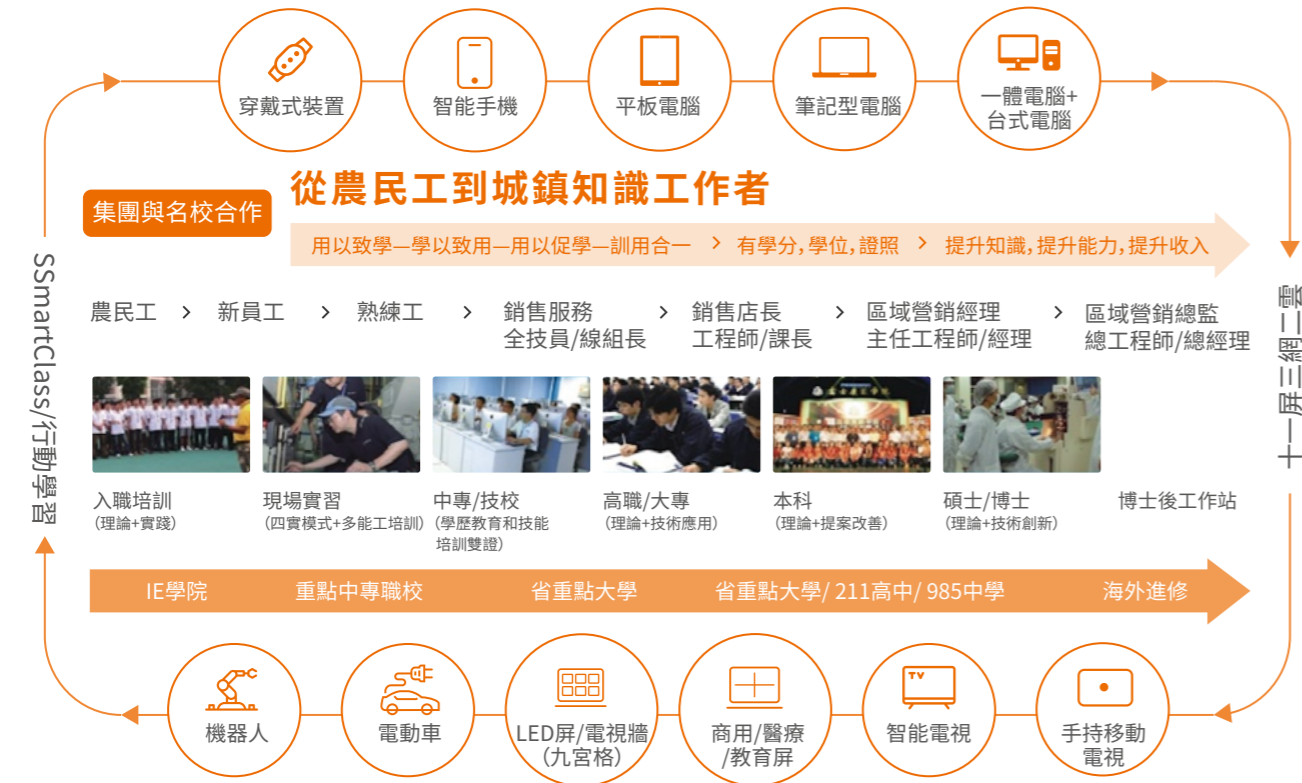 穿戴式裝置
智能手機
平板電腦
筆記型電腦
一體電腦+
台式電腦
從農民工到城鎮知識工作者
集團與名校合作
用以致學—學以致用—用以促學—訓用合一 > 有學分,學位,證照 > 提升知識,提升能力,提升收入
SSmartClass/行動學習
十一屏三網二雲
農民工 > 新員工 > 熟練工 > 銷售服務 > 銷售店長 > 區域營銷經理 > 區域營銷總監
全技員/線組長 工程師/課長 主任工程師/經理 總工程師/總經理
入職培訓
(理論+實踐)
現場實習
(四實模式+多能工培訓)
中專/技校
(學歷教育和技能
培訓雙證)
高職/大專
(理論+技術應用)
本科
(理論+提案改善)
碩士/博士
(理論+技術創新)
博士後工作站
IE學院
重點中專職校
省重點大學
省重點大學/ 211高中/ 985中學
海外進修
機器人
電動車
LED屏/電視牆
(九宮格)
商用/醫療
/教育屏
TV
智能電視
手持移動
電視